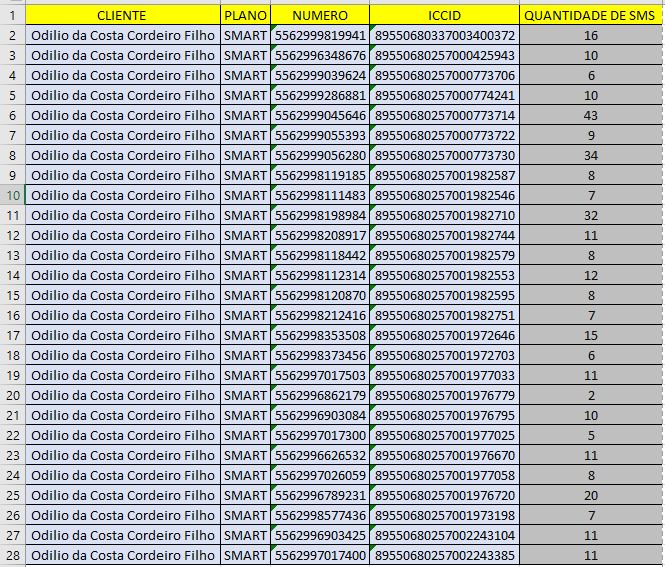 CLIENTE PLANO NUMERO ICCID QUANTIDADE DE SMS
1
2 Odilio da Costa Cordeiro Filho SMART 5562999819941 89550680337003400372 16
3 Odilio da Costa Cordeiro Filho SMART 5562996348676 89550680257000425943 10
4 Odilio da Costa Cordeiro Filho SMART 5562999039624 89550680257000773706 6
5 Odilio da Costa Cordeiro Filho SMART 5562999286881 89550680257000774241 10
6 Odilio da Costa Cordeiro Filho SMART 5562999045646 89550680257000773714 43
7 Odilio da Costa Cordeiro Filho SMART 5562999055393 89550680257000773722 9
8 Odilio da Costa Cordeiro Filho SMART 5562999056280 89550680257000773730 34
9 Odilio da Costa Cordeiro Filho SMART 5562998119185 89550680257001982587 8
10 Odilio da Costa Cordeiro Filho SMART 5562998111483 89550680257001982546 7
11 Odilio da Costa Cordeiro Filho SMART 5562998198984 89550680257001982710 32
12 Odilio da Costa Cordeiro Filho SMART 5562998208917 89550680257001982744 11
13 Odilio da Costa Cordeiro Filho SMART 5562998118442 89550680257001982579 8
14 Odilio da Costa Cordeiro Filho SMART 5562998112314 89550680257001982553 12
15 Odilio da Costa Cordeiro Filho SMART 5562998120870 89550680257001982595 8
16 Odilio da Costa Cordeiro Filho SMART 5562998212416 89550680257001982751 7
17 Odilio da Costa Cordeiro Filho SMART 5562998353508 89550680257001972646 15
18 Odilio da Costa Cordeiro Filho SMART 5562998373456 89550680257001972703 6
19 Odilio da Costa Cordeiro Filho SMART 5562997017503 89550680257001977033 11
20 Odilio da Costa Cordeiro Filho SMART 5562996862179 89550680257001976779 2
21 Odilio da Costa Cordeiro Filho SMART 5562996903084 89550680257001976795 10
22 Odilio da Costa Cordeiro Filho SMART 5562997017300 89550680257001977025 5
23 Odilio da Costa Cordeiro Filho SMART 5562996626532 89550680257001976670 11
24 Odilio da Costa Cordeiro Filho SMART 5562997026059 89550680257001977058 8
25 Odilio da Costa Cordeiro Filho SMART 5562996789231 89550680257001976720 20
26 Odilio da Costa Cordeiro Filho SMART 5562998577436 89550680257001973198 7
27 Odilio da Costa Cordeiro Filho SMART 5562996903425 89550680257002243104 11
28 Odilio da Costa Cordeiro Filho SMART 5562997017400 89550680257002243385 11